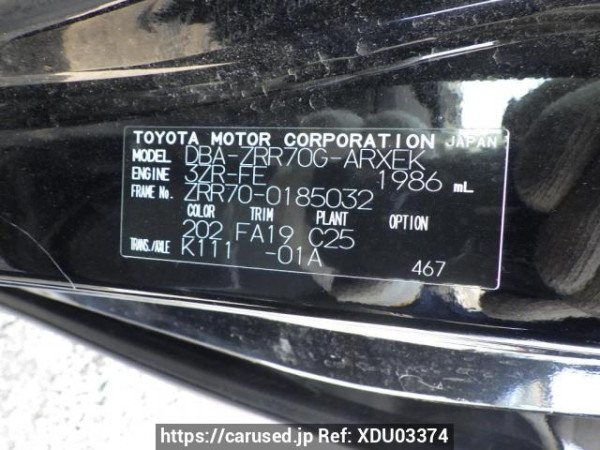 TOYOTA MOTOR CORPORATION JAPAN
MODEL DBA-ZRR70G-ARXEK
ENGINE 3ZR-FE 1986 mL
FRAME No. ZRR70-0185032
COLOR TRIM PLANT OPTION
202 FA19 C25
TRANS./AXLE K111 -01A
467
https://carused.jp Ref: XDU03374